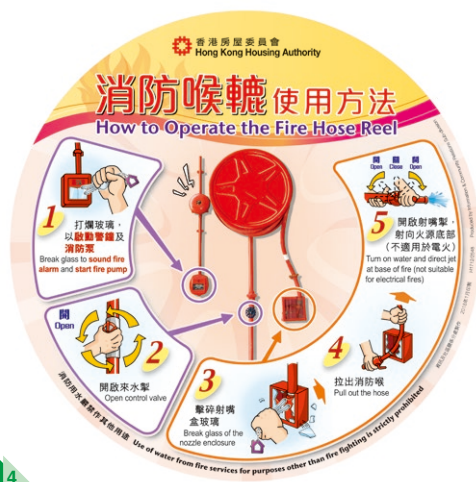 香港房屋委員會
Hong Kong Housing Authority
消防喉轆使用方法
How to Operate the Fire Hose Reel
1
打爛玻璃，
以啟動警鐘及
消防泵
Break glass to sound fire
alarm and start fire pump
開
Open
2
開啟來水掣
Open control valve
3
擊碎射嘴
盒玻璃
Break glass of the
nozzle enclosure
4
拉出消防喉
Pull out the hose
開 關 開
Open Close Open
5
開啟射嘴掣，
射向火源底部
（不適用於電火）
Turn on water and direct jet
at base of fire (not suitable
for electrical fires)
消防用水嚴禁作其他用途 Use of water from fire services for purposes other than fire fighting is strictly prohibited
4